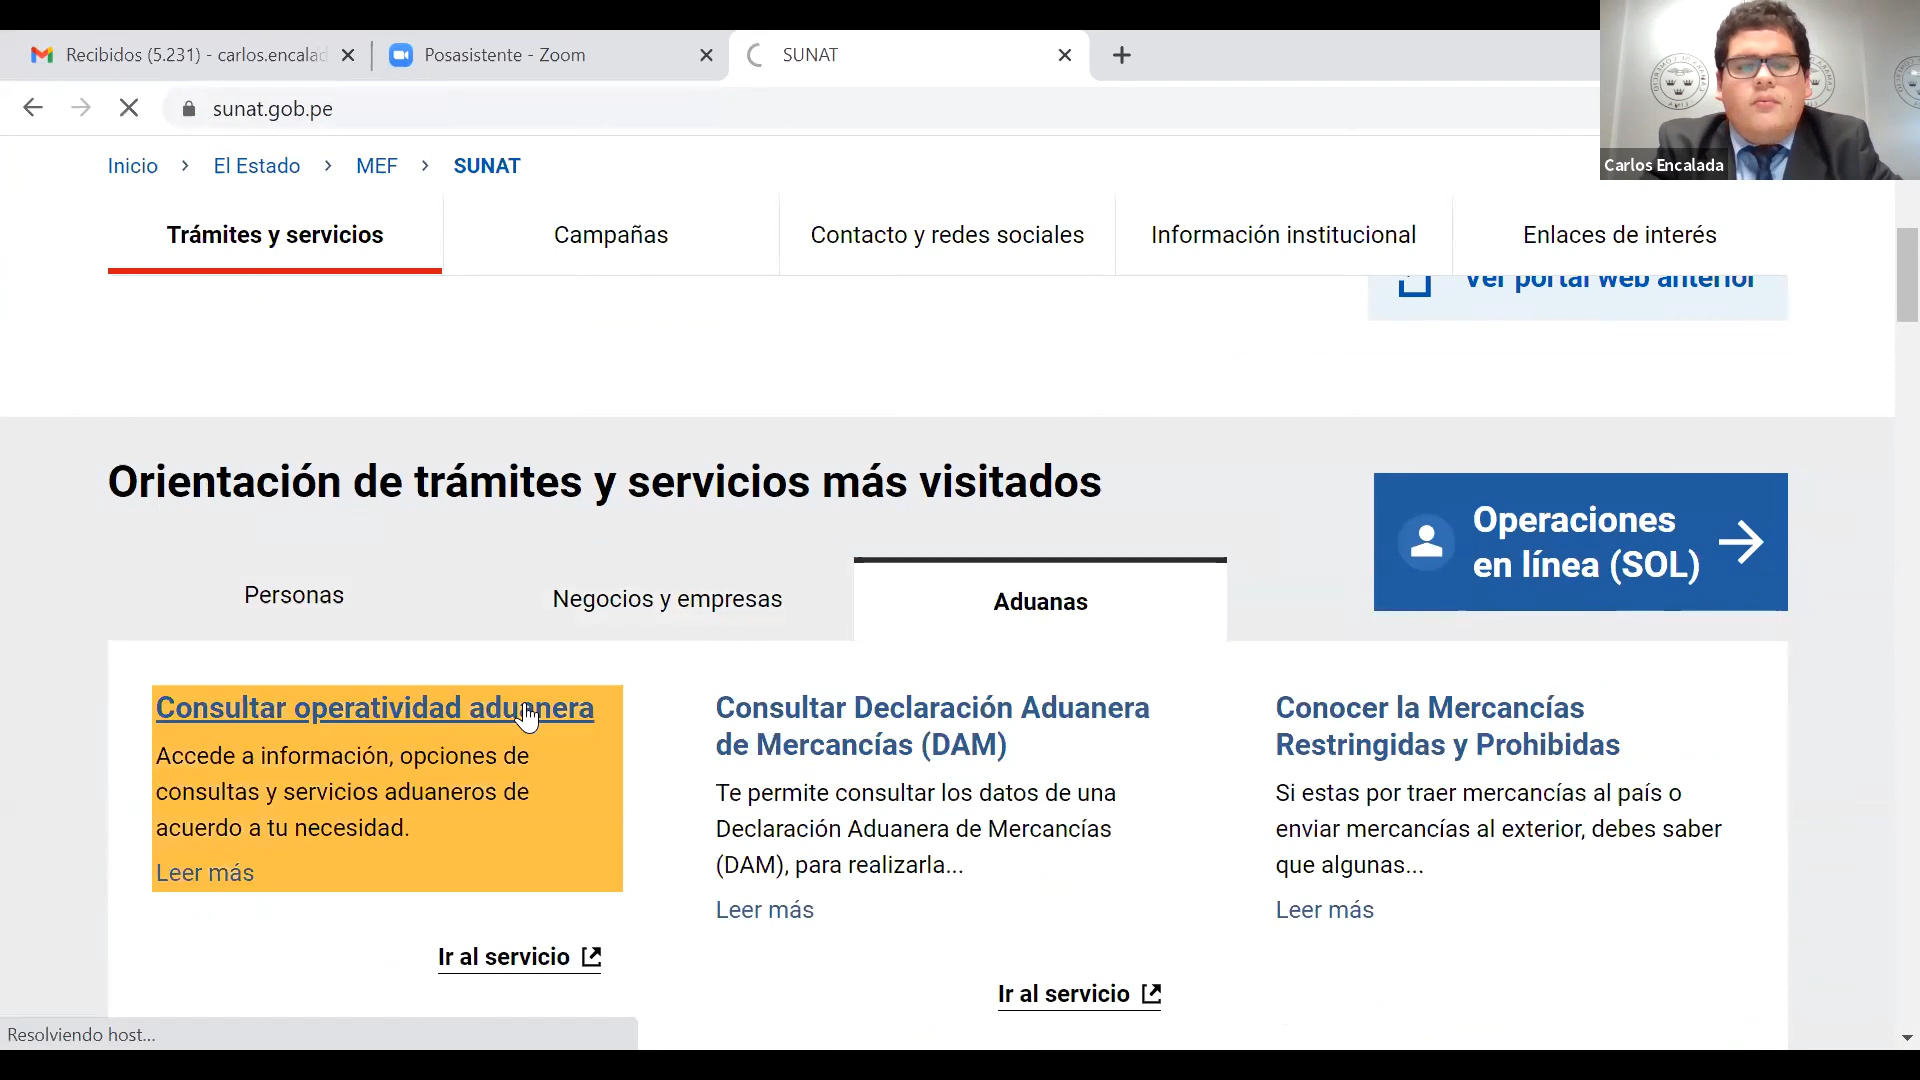 Recibidos (5.231) - carlos.encalad
Posasistente - Zoom
SUNAT
sunat.gob.pe
Carlos Encalada
Inicio > El Estado > MEF > SUNAT
Trámites y servicios
Campañas
Contacto y redes sociales
Información institucional
Enlaces de interés
Ver portal web anterior
Orientación de trámites y servicios más visitados
Operaciones
en línea (SOL)
Personas
Negocios y empresas
Aduanas
Consultar operatividad aduanera
Accede a información, opciones de
consultas y servicios aduaneros de
acuerdo a tu necesidad.
Leer más
Ir al servicio
Consultar Declaración Aduanera
de Mercancías (DAM)
Te permite consultar los datos de una
Declaración Aduanera de Mercancías
(DAM), para realizarla...
Leer más
Ir al servicio
Conocer la Mercancías
Restringidas y Prohibidas
Si estas por traer mercancías al país o
enviar mercancías al exterior, debes saber
que algunas...
Leer más
Resolviendo host...